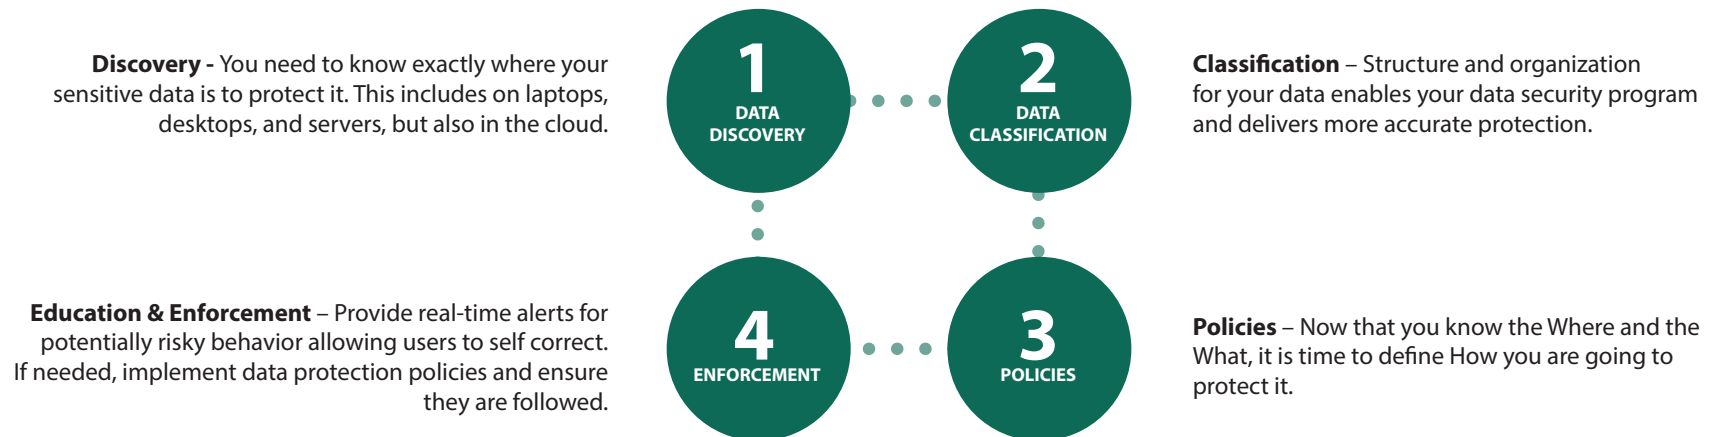 Discovery - You need to know exactly where your
sensitive data is to protect it. This includes on laptops,
desktops, and servers, but also in the cloud.
1
DATA
DISCOVERY
2
DATA
CLASSIFICATION
Classification – Structure and organization
for your data enables your data security program
and delivers more accurate protection.
Education & Enforcement – Provide real-time alerts for
potentially risky behavior allowing users to self correct.
If needed, implement data protection policies and ensure
they are followed.
4
ENFORCEMENT
3
POLICIES
Policies – Now that you know the Where and the
What, it is time to define How you are going to
protect it.